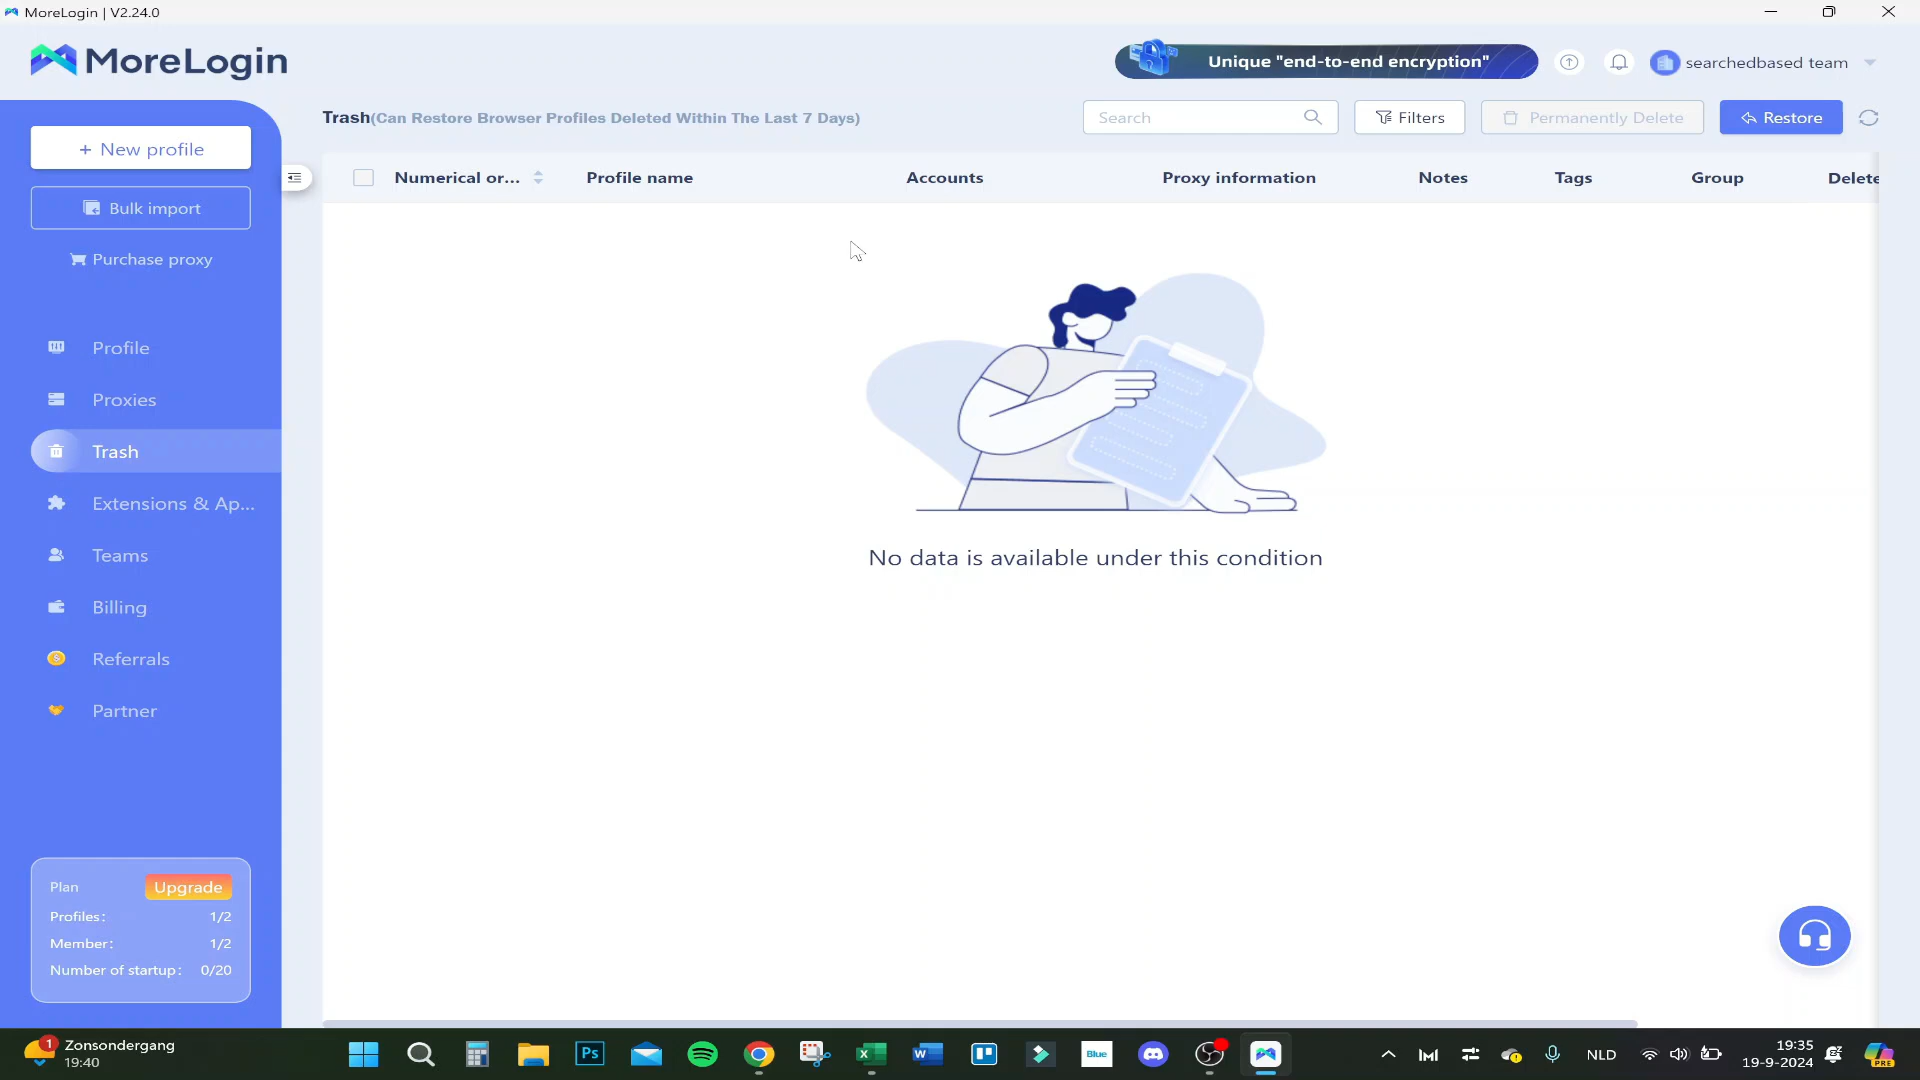 MoreLogin | V2.24.0
MoreLogin
Unique "end-to-end encryption"
searchedbased team
+ New profile
Bulk import
Purchase proxy
Profile
Proxies
Trash
Extensions & Ap...
Teams
Billing
Referrals
Partner
Plan Upgrade
Profiles: 1/2
Member: 1/2
Number of startup: 0/20
Trash(Can Restore Browser Profiles Deleted Within The Last 7 Days)
Search
Filters
Permanently Delete
Restore
Numerical or... Profile name Accounts Proxy information Notes Tags Group Delete
No data is available under this condition
1
Zonsondergang
19:40
Ps
Blue
NLD
19:35
19-9-2024
PRE